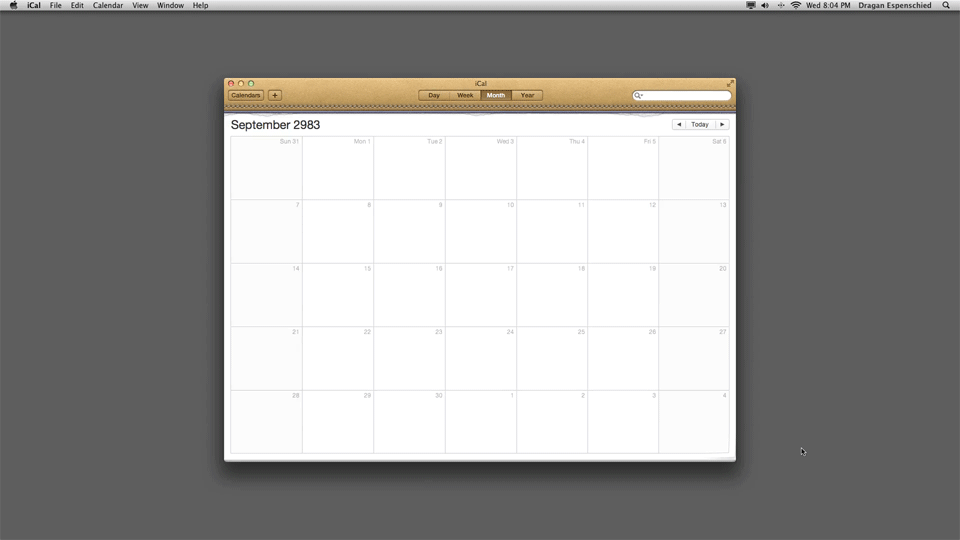 iCal File Edit Calendar View Window Help Wed 8:04 PM Dragan Espenschied
iCal
Calendars + Day Week Month Year
September 2983 Today
Sun 31 Mon 1 Tue 2 Wed 3 Thu 4 Fri 5 Sat 6
7 8 9 10 11 12 13
14 15 16 17 18 19 20
21 22 23 24 25 26 27
28 29 30 1 2 3 4